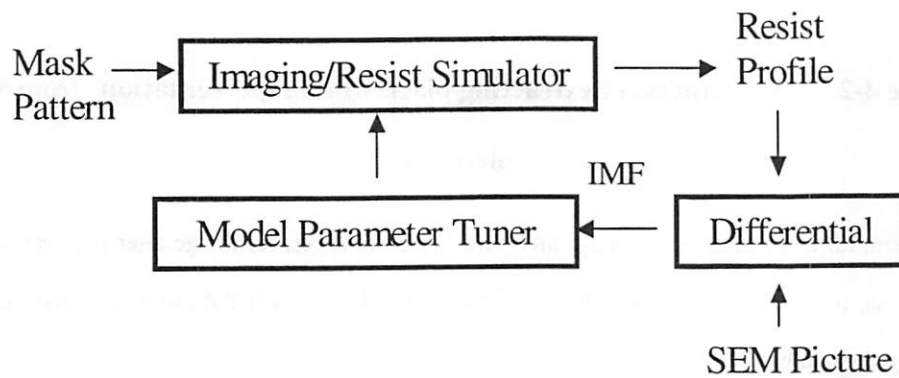 Mask
Pattern
Imaging/Resist Simulator
Resist
Profile
IMF
Model Parameter Tuner
Differential
SEM Picture